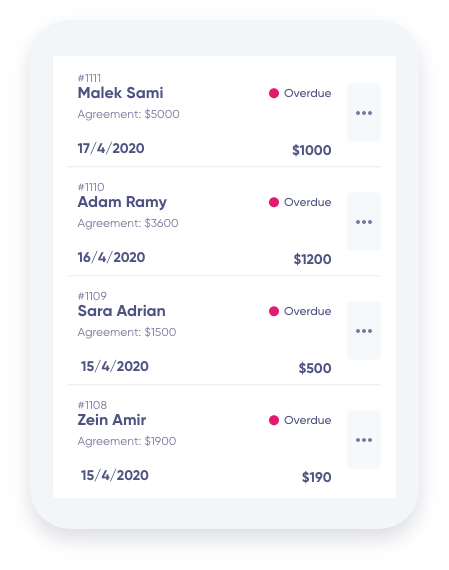 #1111
Malek Sami
Overdue
Agreement: $5000
17/4/2020
$1000
#1110
Adam Ramy
Overdue
Agreement: $3600
16/4/2020
$1200
#1109
Sara Adrian
Overdue
Agreement: $1500
15/4/2020
$500
#1108
Zein Amir
Overdue
Agreement: $1900
15/4/2020
$190